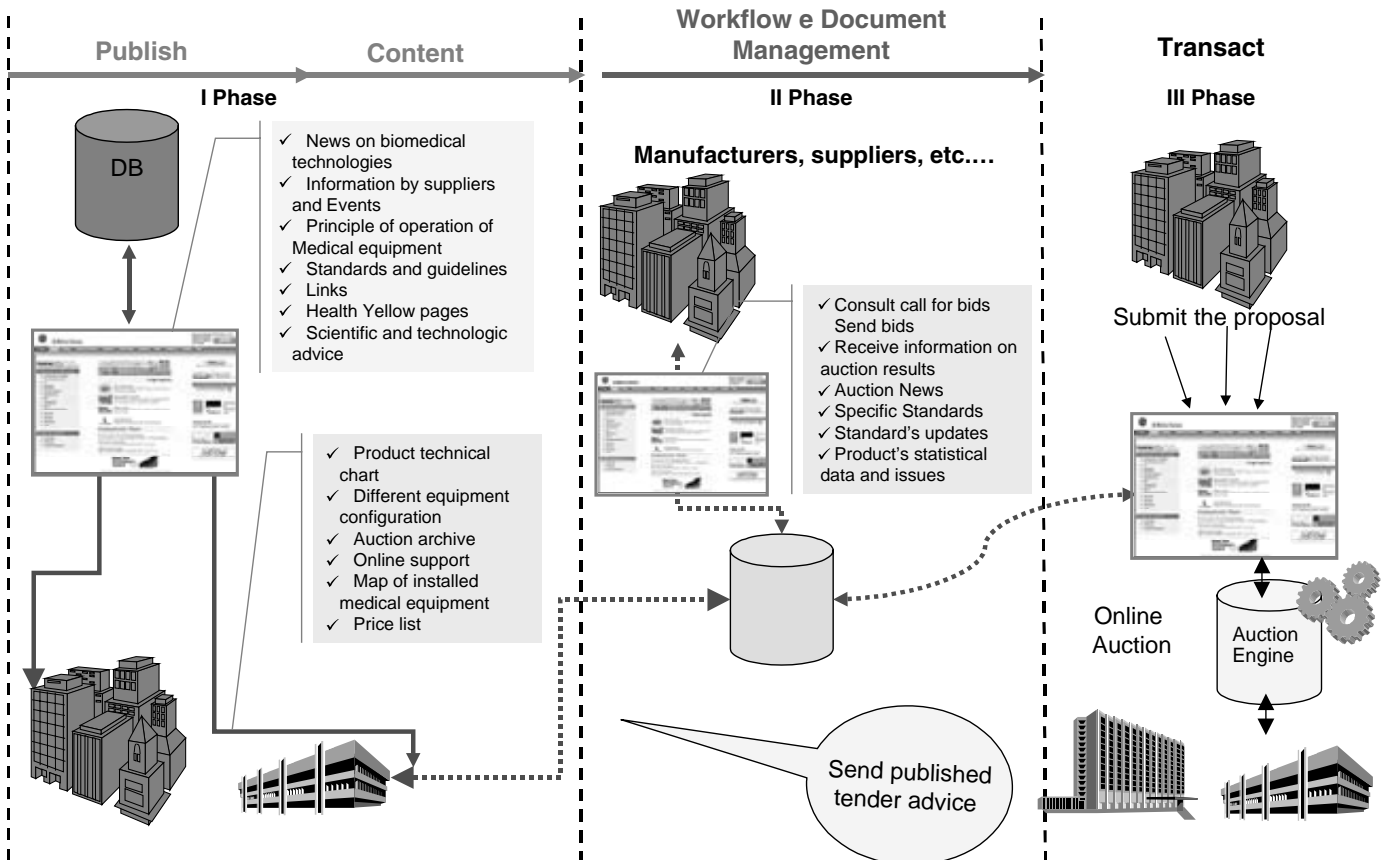 Publish
Content
Workflow e Document
Management
Transact
I Phase
II Phase
III Phase
DB
✓ News on biomedical
technologies
✓ Information by suppliers
and Events
✓ Principle of operation of
Medical equipment
✓ Standards and guidelines
✓ Links
✓ Health Yellow pages
✓ Scientific and technologic
advice
✓ Product technical
chart
✓ Different equipment
configuration
✓ Auction archive
✓ Online support
✓ Map of installed
medical equipment
✓ Price list
Manufacturers, suppliers, etc....
✓ Consult call for bids
Send bids
✓ Receive information on
auction results
✓ Auction News
✓ Specific Standards
✓ Standard's updates
✓ Product's statistical
data and issues
Send published
tender advice
Submit the proposal
Online
Auction
Auction
Engine